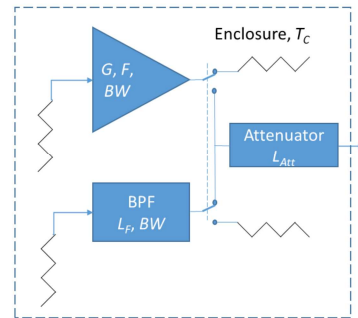 Enclosure, T_C
G, F,
BW
Attenuator
L_Att
BPF
L_F, BW